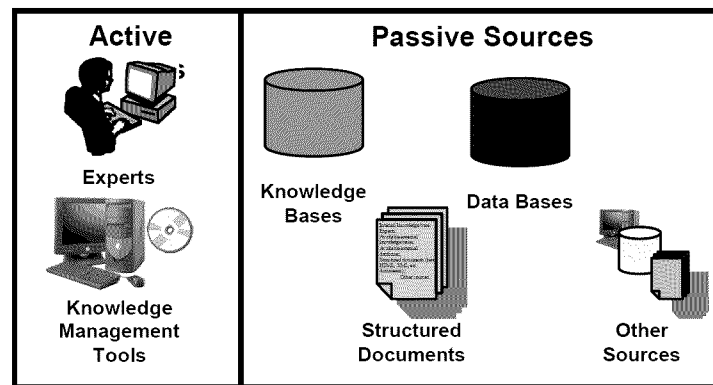 Active
Passive Sources
Experts
Knowledge
Management
Tools
Knowledge
Bases
Data Bases
Structured
Documents
Other
Sources